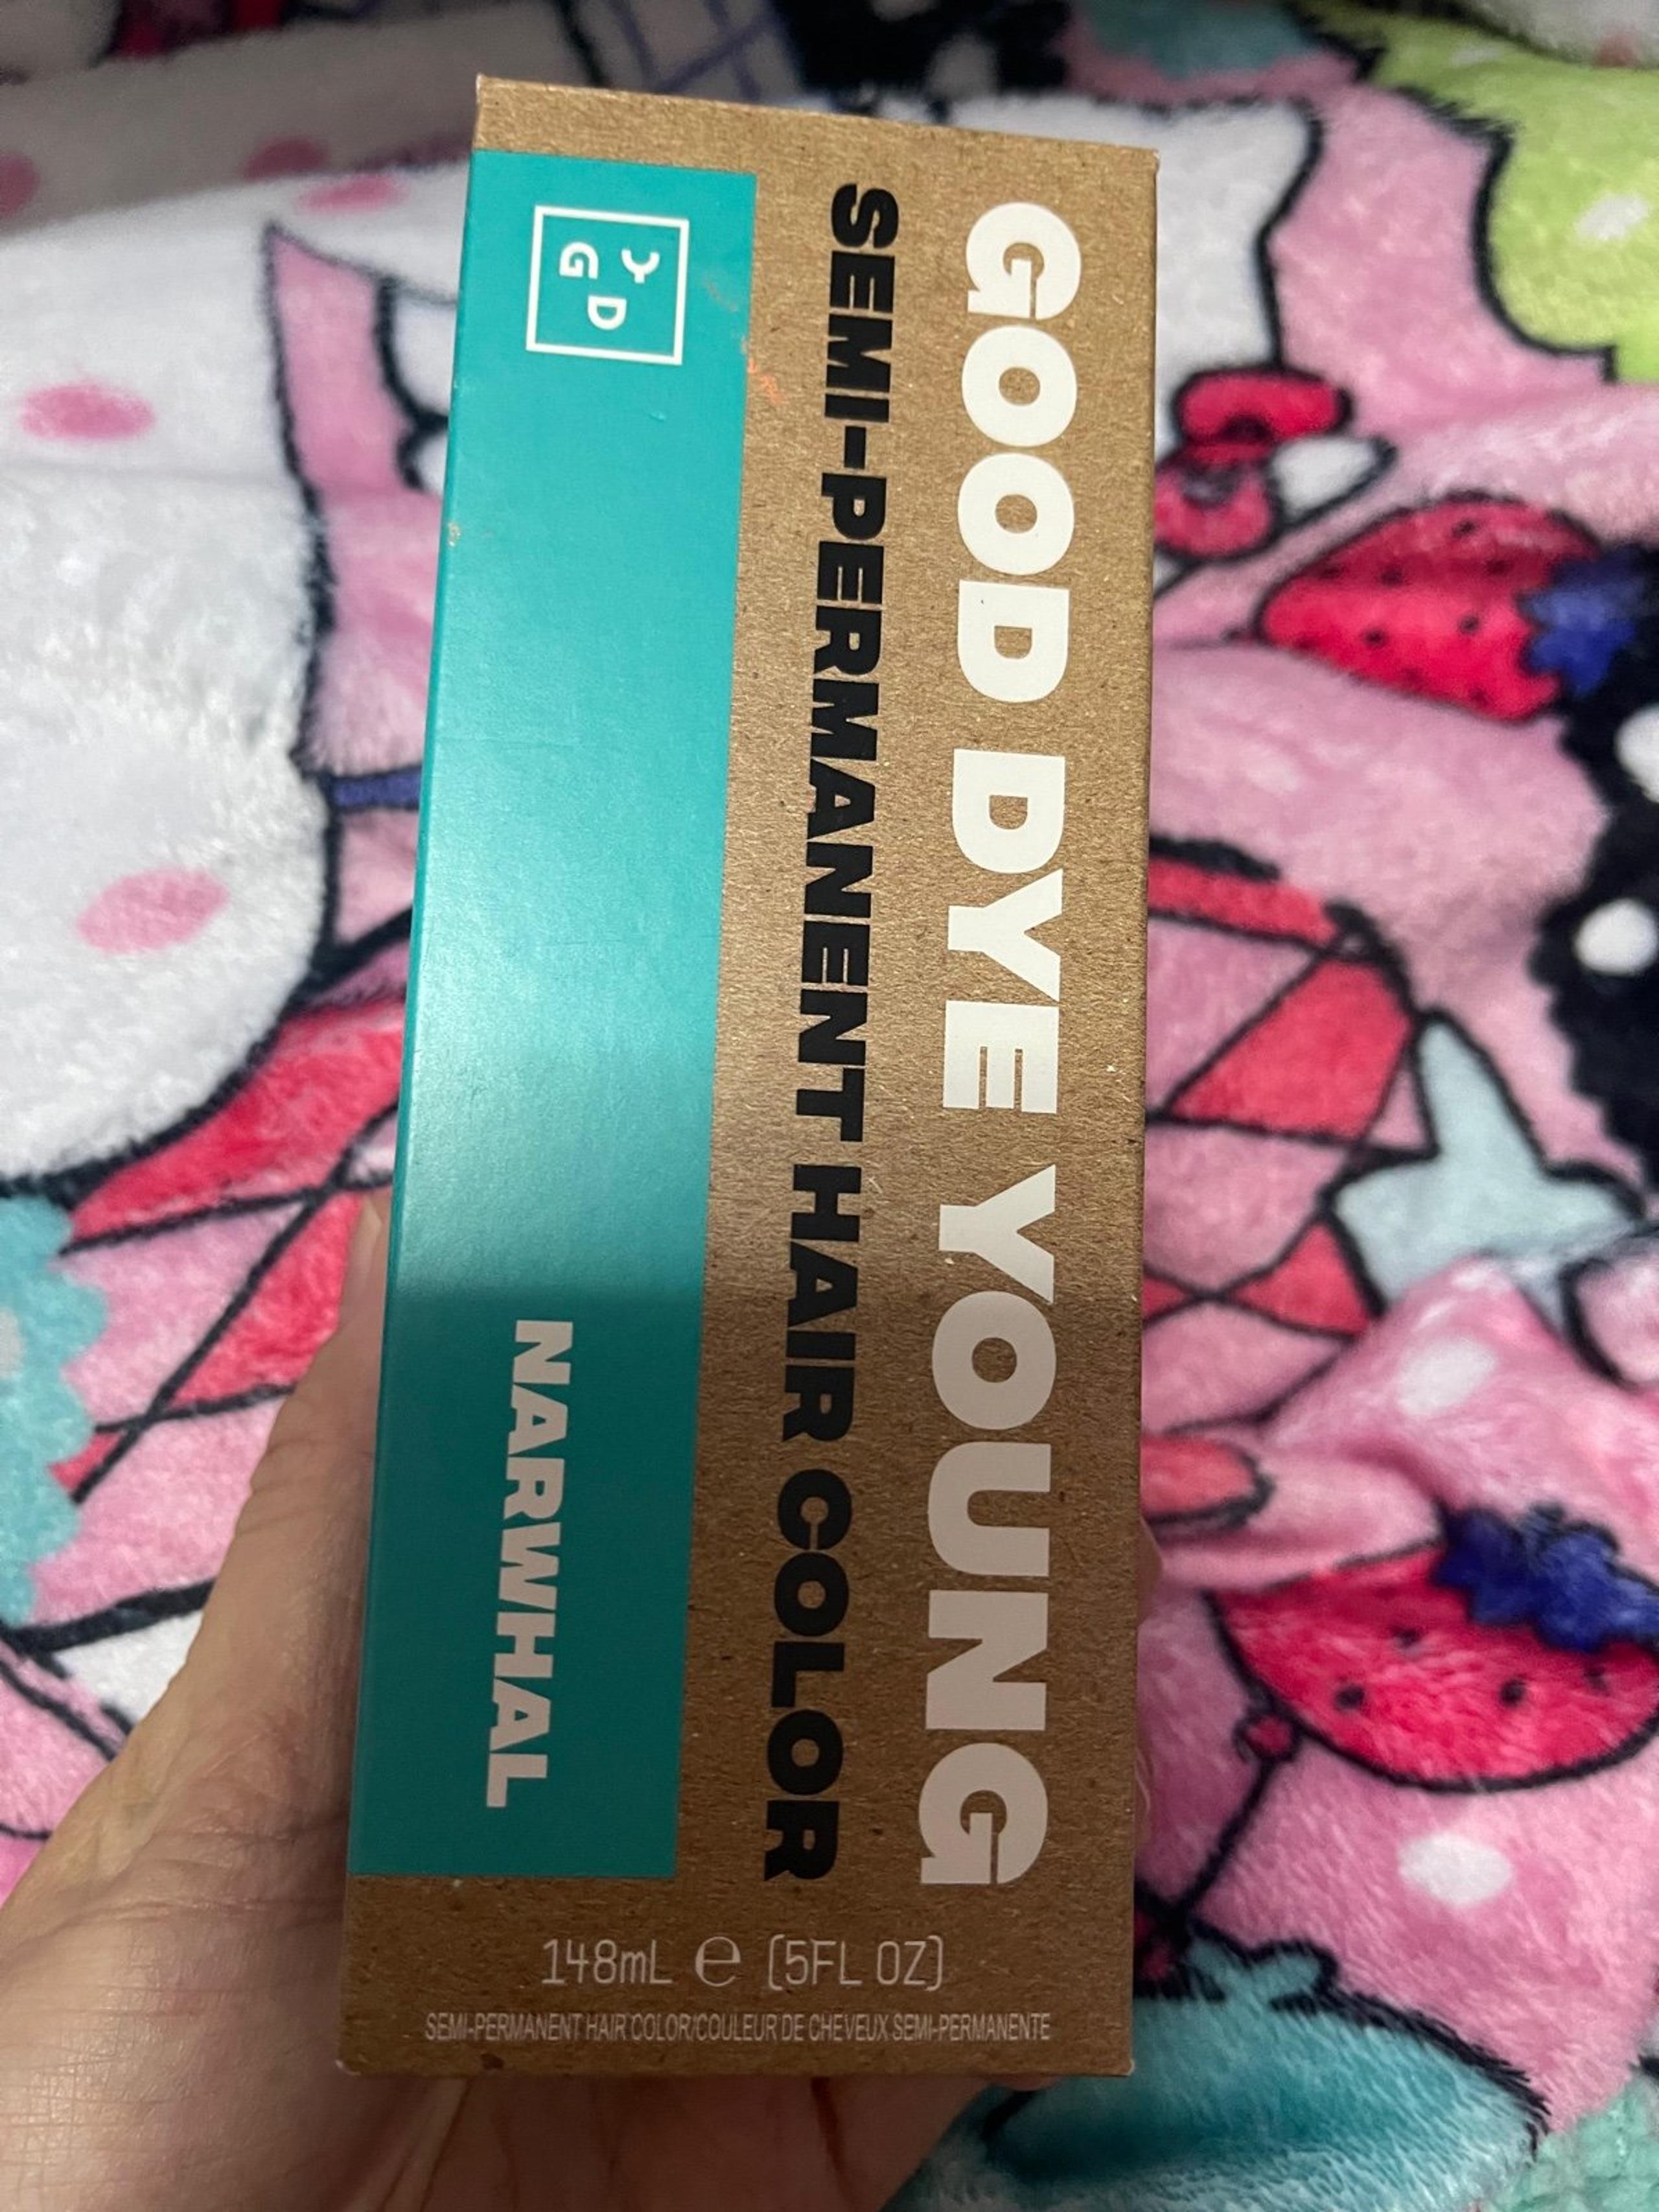 GOOD DYE YOUNG
SEMI-PERMANENT HAIR COLOR
Y
G D
NARWHAL
148mL ℮ (5FL OZ)
SEMI-PERMANENT HAIR COLOR/COULEUR DE CHEVEUX SEMI-PERMANENTE